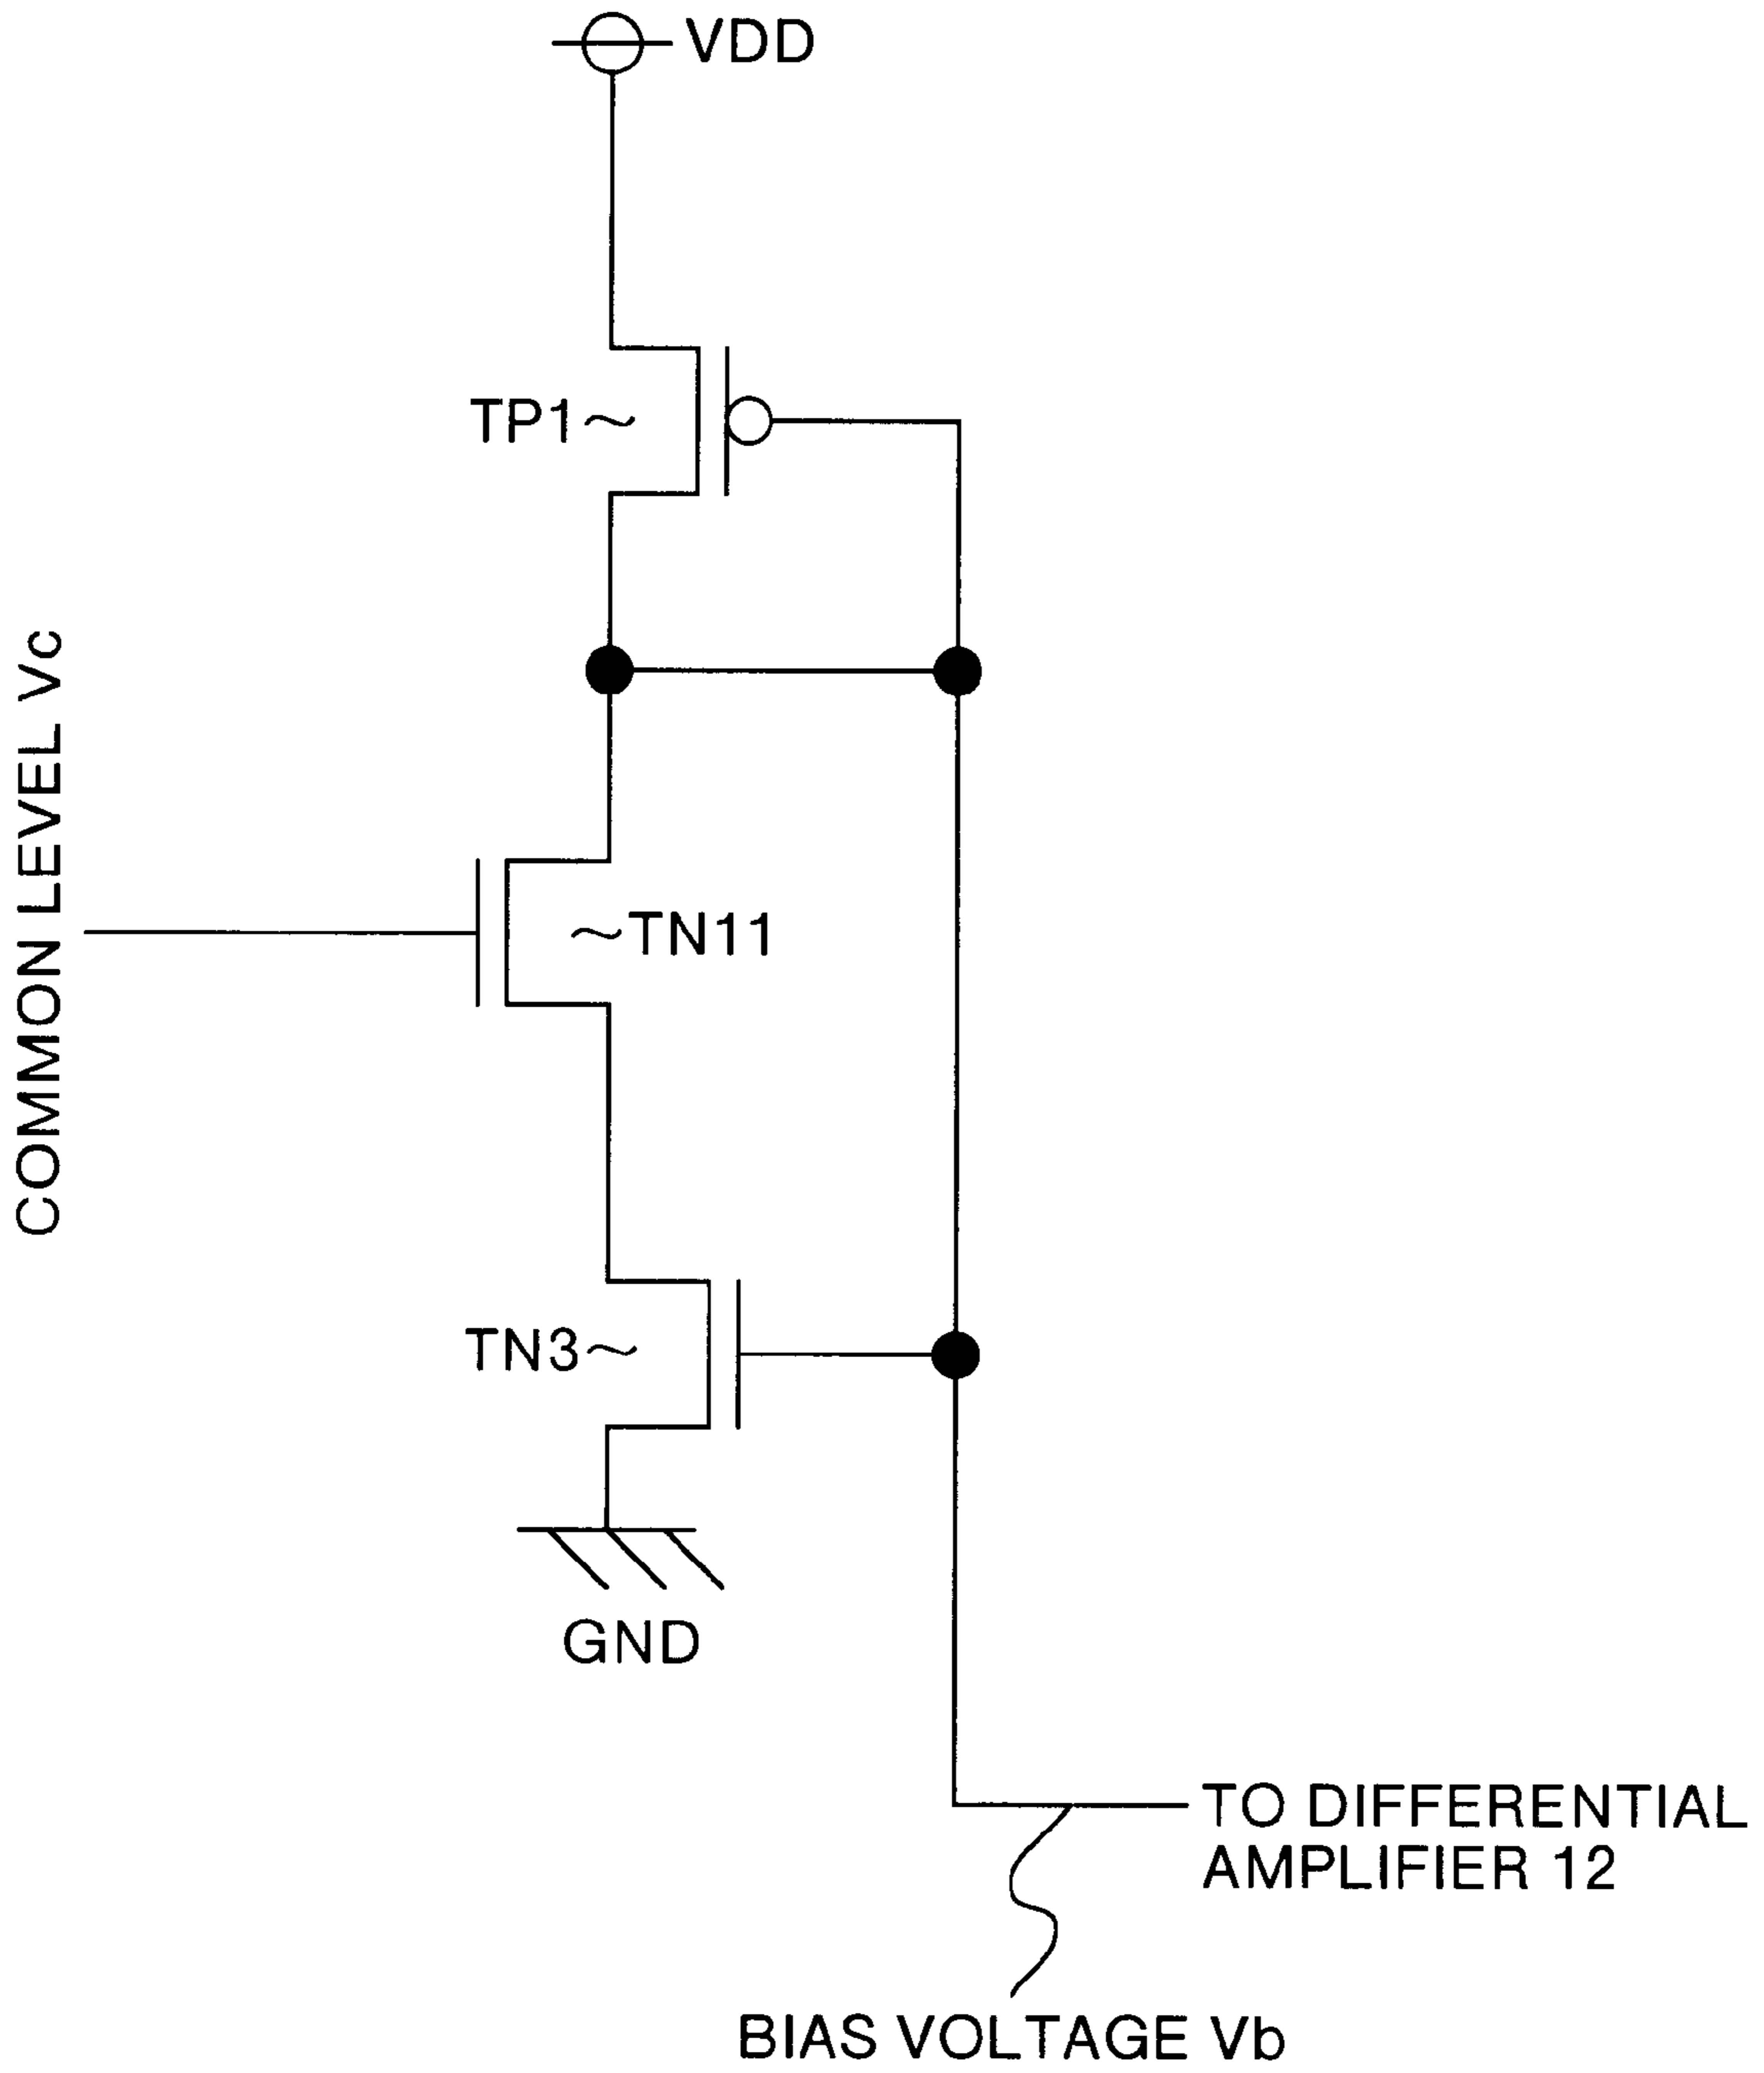 VDD
TP1
COMMON LEVEL Vc
TN11
TN3
GND
TO DIFFERENTIAL
AMPLIFIER 12
BIAS VOLTAGE Vb